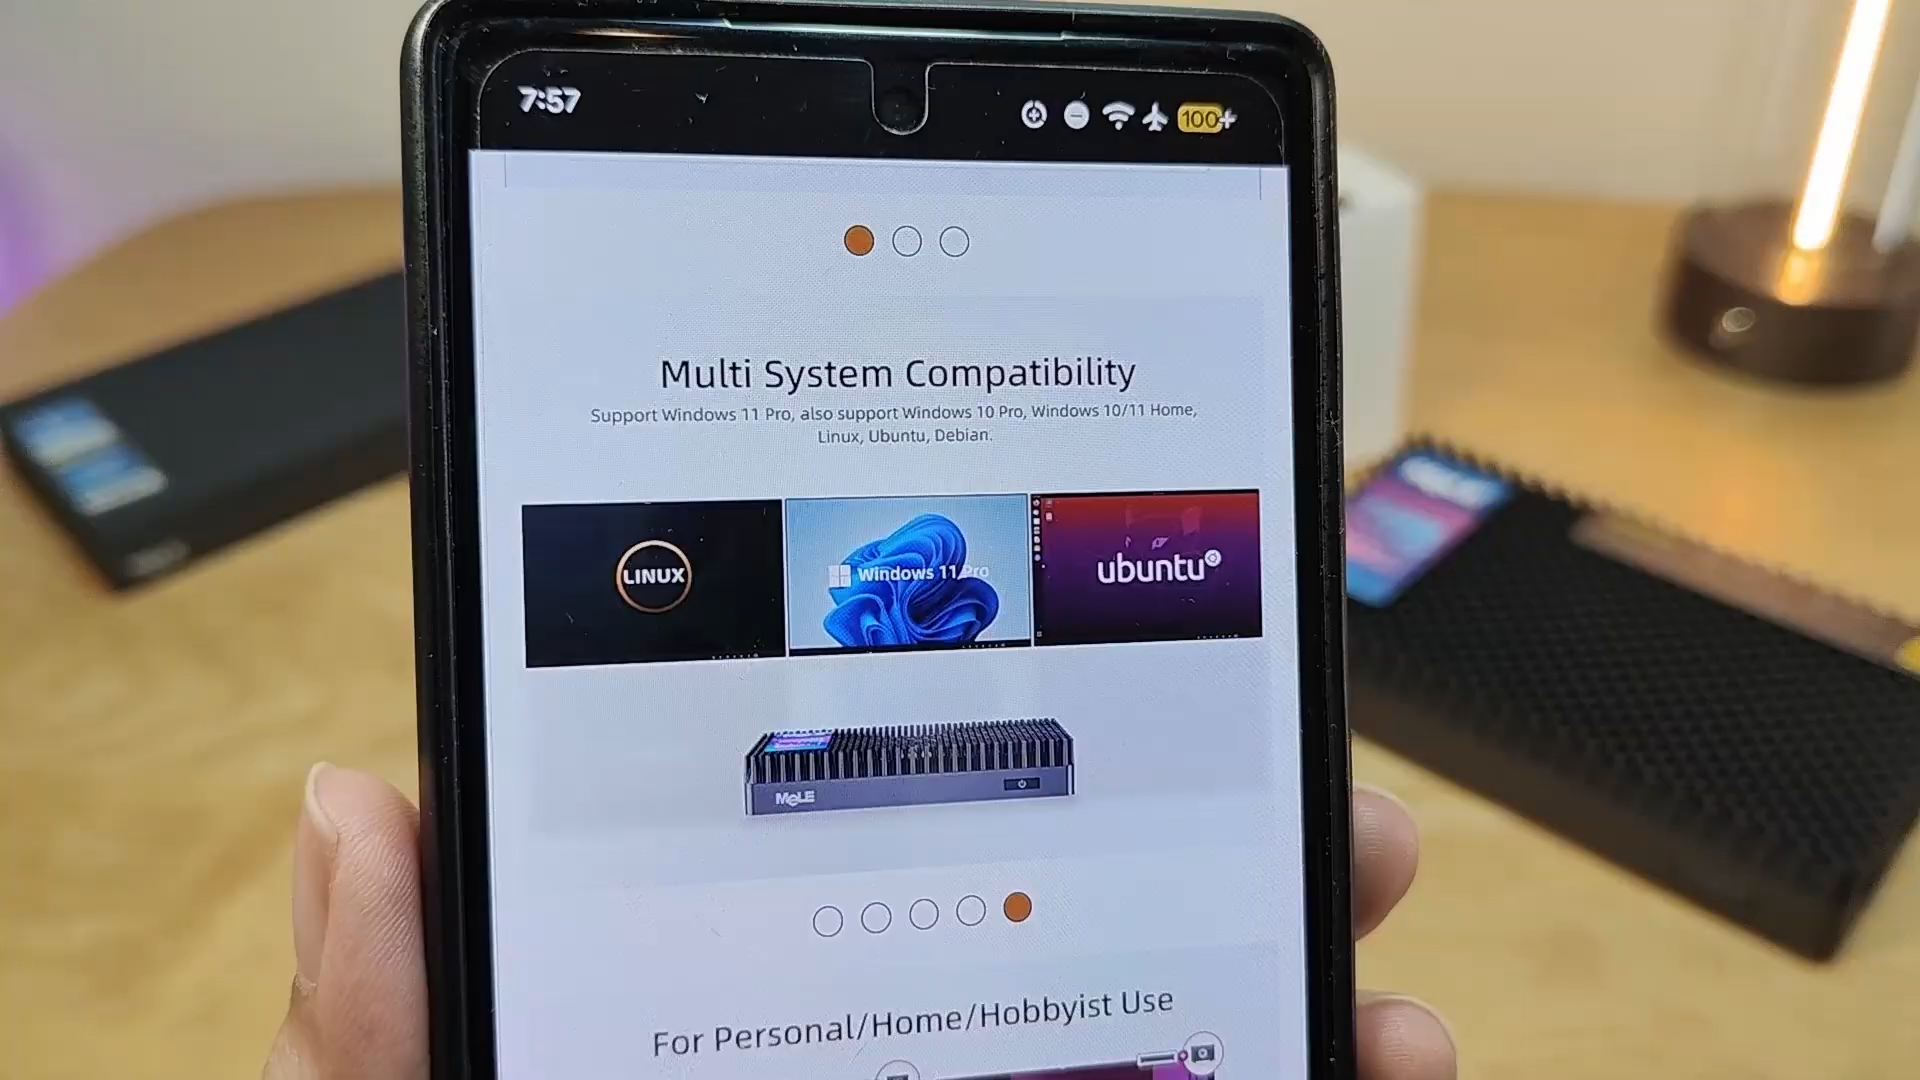 7:57
100+
Multi System Compatibility
Support Windows 11 Pro, also support Windows 10 Pro, Windows 10/11 Home,
Linux, Ubuntu, Debian.
LINUX
Windows 11 Pro
ubuntu
MeLE
For Personal/Home/Hobbyist Use